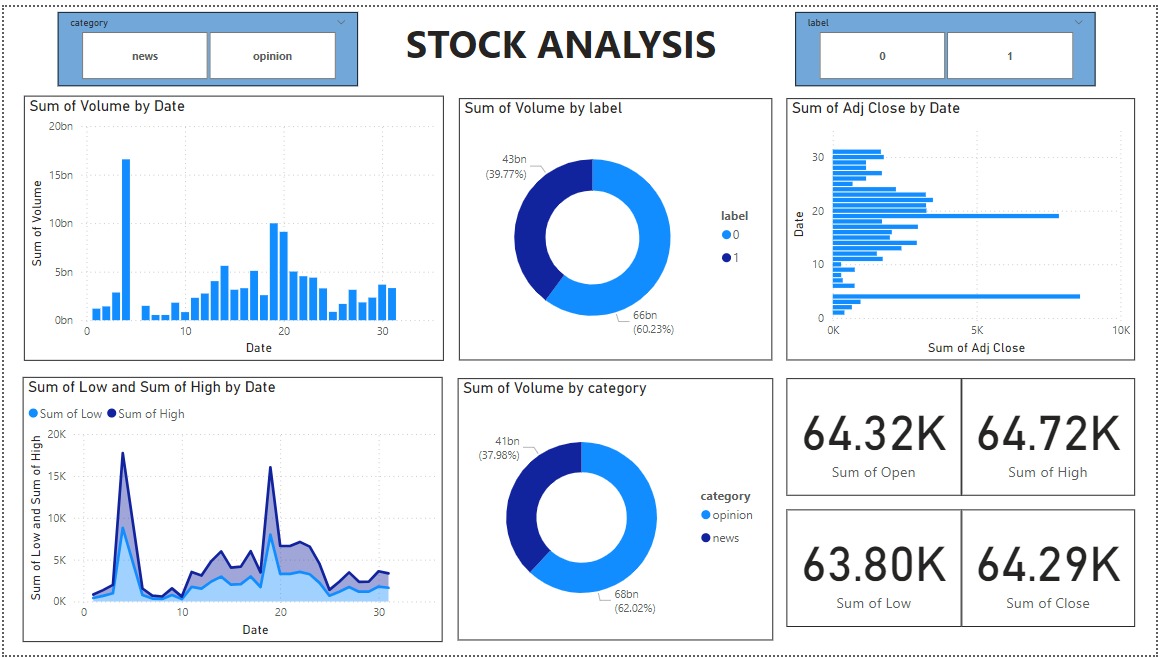 category
news
opinion
STOCK ANALYSIS
label
0
1
Sum of Volume by Date
Sum of Volume
20bn
15bn
10bn
5bn
0bn
0
10
20
30
Date
Sum of Volume by label
43bn
(39.77%)
66bn
(60.23%)
label
0
1
Sum of Adj Close by Date
Date
30
20
10
0
0K
5K
10K
Sum of Adj Close
Sum of Low and Sum of High by Date
Sum of Low
Sum of High
Sum of Low and Sum of High
20K
15K
10K
5K
0K
0
10
20
30
Date
Sum of Volume by category
41bn
(37.98%)
68bn
(62.02%)
category
opinion
news
64.32K
Sum of Open
64.72K
Sum of High
63.80K
Sum of Low
64.29K
Sum of Close